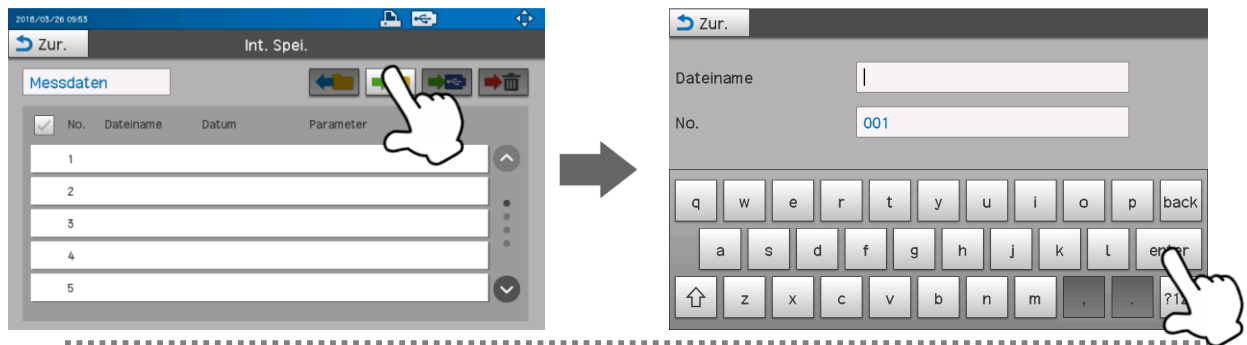 2018/03/26 09:53
Zur.
Int. Spei.
Messdaten
No. Dateiname Datum Parameter
1
2
3
4
5
Zur.
Dateiname
No. 001
q w e r t y u i o p back
a s d f g h j k l enter
z x c v b n m , .